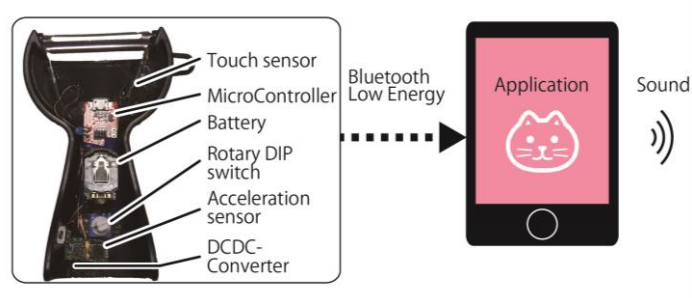 Touch sensor
MicroController
Battery
Rotary DIP
switch
Acceleration
sensor
DCDC-
Converter
Bluetooth
Low Energy
Application
Sound